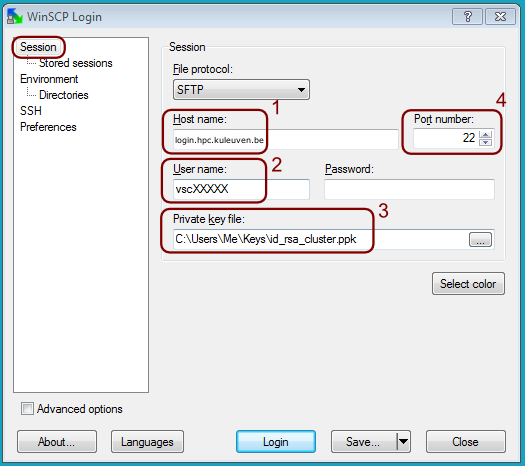 WinSCP Login
Session
Stored sessions
Environment
Directories
SSH
Preferences
Session
File protocol:
SFTP
1
4
Host name:
Port number:
login.hpc.kuleuven.be
22
2
User name:
Password:
vscXXXXX
3
Private key file:
C:\Users\Me\Keys\id_rsa_cluster.ppk
...
Select color
Advanced options
About...
Languages
Login
Save...
Close